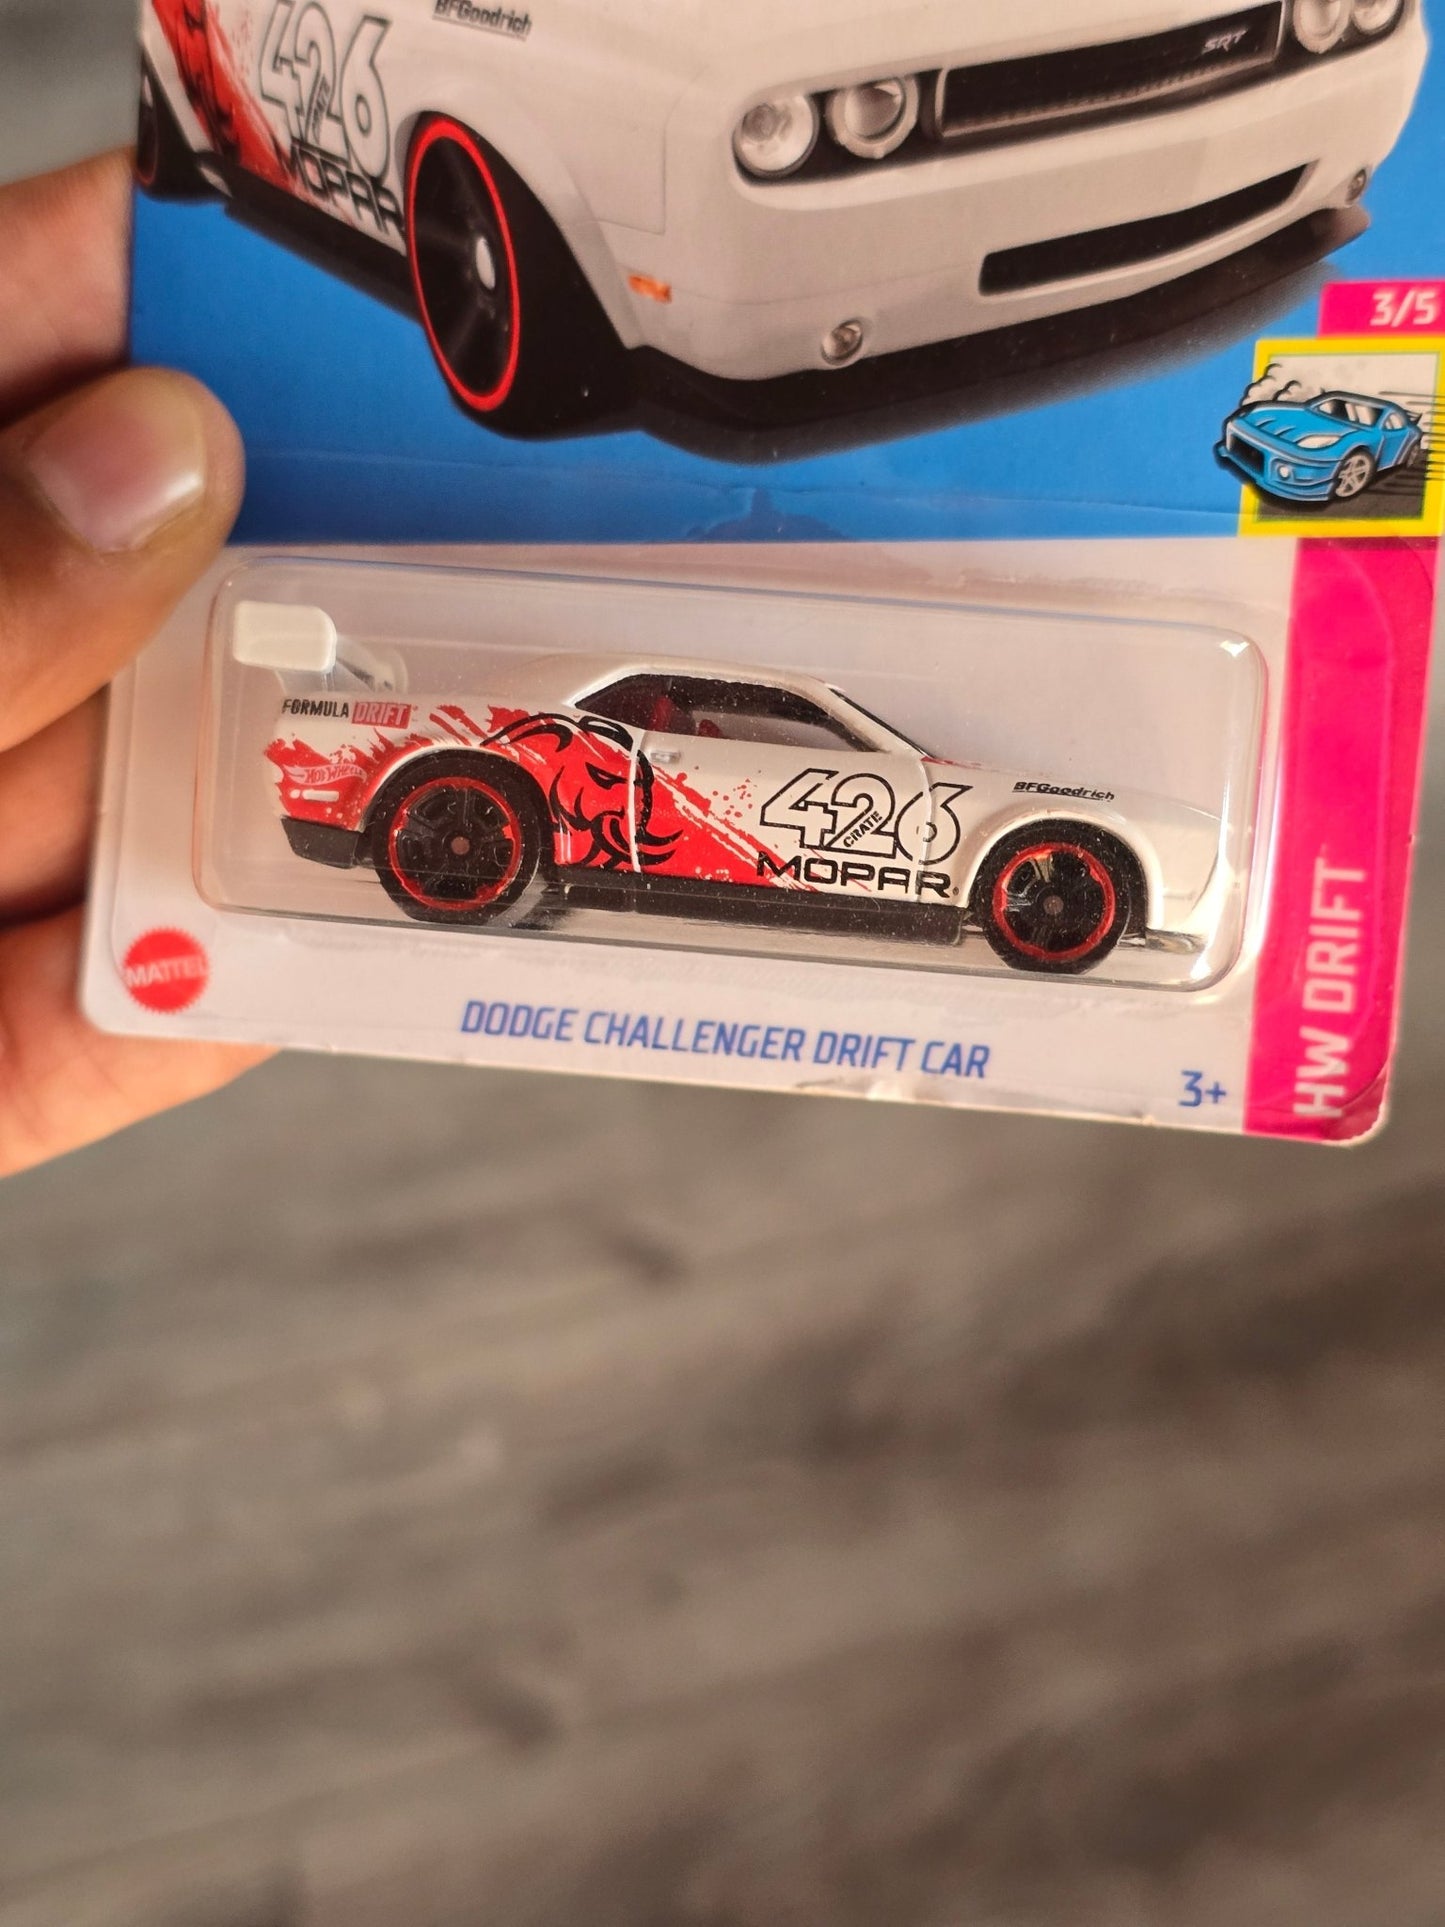 BFGoodrich
426
CRATE
MOPAR
SRT
3/5
FORMULA DRIFT
HOT WHEELS
426
CRATE
MOPAR
BFGoodrich
MATTEL
DODGE CHALLENGER DRIFT CAR
3+
HW DRIFT